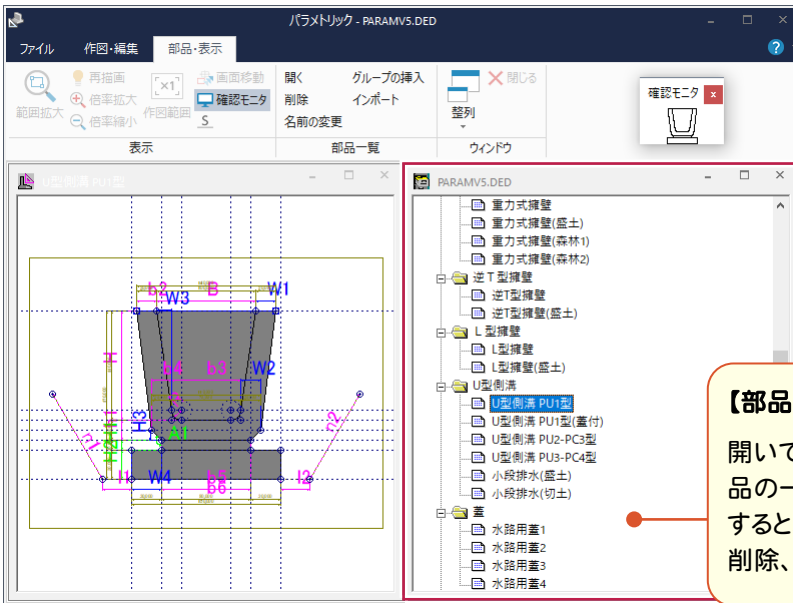 パラメトリック - PARAMV5.DED
ファイル 作図・編集 部品・表示
範囲拡大
再描画
倍率拡大
倍率縮小
×1
作図範囲
画面移動
確認モニタ
S
表示
開く グループの挿入
削除 インポート
名前の変更
部品一覧
整列
閉じる
ウィンドウ
確認モニタ
U型側溝 PU1型
b2 B W1
W3
H
b4 b3 W2
H3 A1
H1
H2
n1 n2
l1 W4 b5 l2
b6
PARAMV5.DED
重力式擁壁
重力式擁壁(盛土)
重力式擁壁(森林1)
重力式擁壁(森林2)
逆T型擁壁
逆T型擁壁
逆T型擁壁(盛土)
L型擁壁
L型擁壁
L型擁壁(盛土)
U型側溝
U型側溝 PU1型
U型側溝 PU1型(蓋付)
U型側溝 PU2-PC3型
U型側溝 PU3-PC4型
小段排水(盛土)
小段排水(切土)
蓋
水路用蓋1
水路用蓋2
水路用蓋3
水路用蓋4
【部品
開いて
品の一
すると
削除、